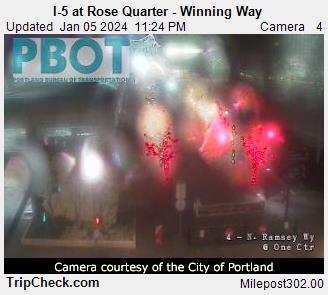 I-5 at Rose Quarter - Winning Way
Updated Jan 05 2024 11:24 PM Camera 4
PBOT
PORTLAND BUREAU OF TRANSPORTATION
4 - N. Ramsey Wy
@ One Ctr
Camera courtesy of the City of Portland
TripCheck.com Milepost302.00